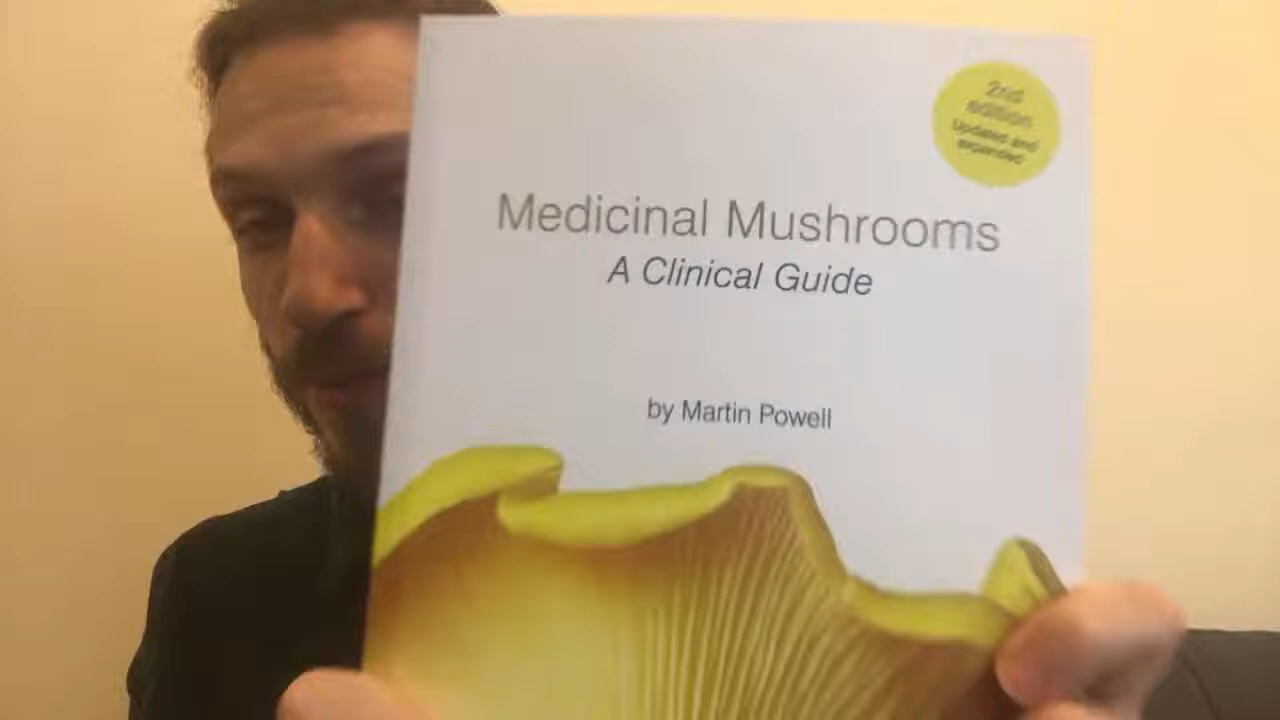 2nd
edition
Updated and
expanded
Medicinal Mushrooms
A Clinical Guide
by Martin Powell